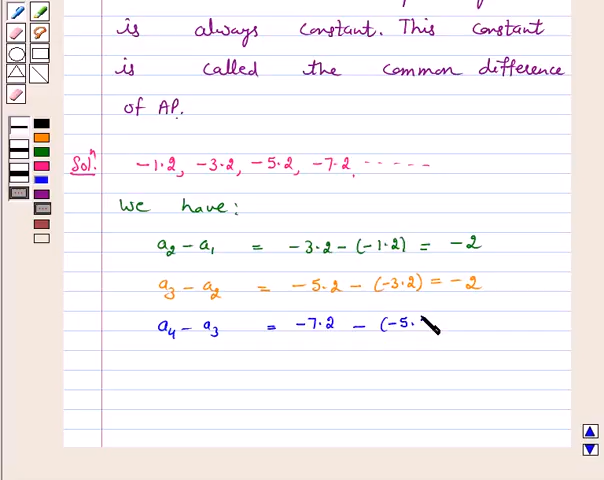 is always constant. This constant
is called the common difference
of AP.
Solⁿ. -1.2, -3.2, -5.2, -7.2, ------
We have:
a₂ - a₁ = -3.2 - (-1.2) = -2
a₃ - a₂ = -5.2 - (-3.2) = -2
a₄ - a₃ = -7.2 - (-5.